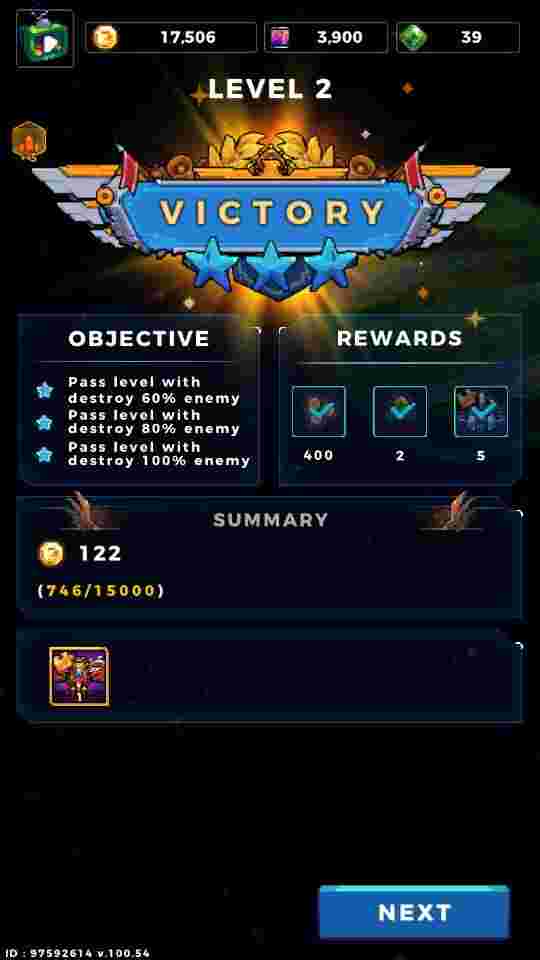 17,506
3,900
39
LEVEL 2
VICTORY
OBJECTIVE
Pass level with
destroy 60% enemy
Pass level with
destroy 80% enemy
Pass level with
destroy 100% enemy
REWARDS
400
2
5
SUMMARY
122
(746/15000)
NEXT
ID : 97592614 v.100.54